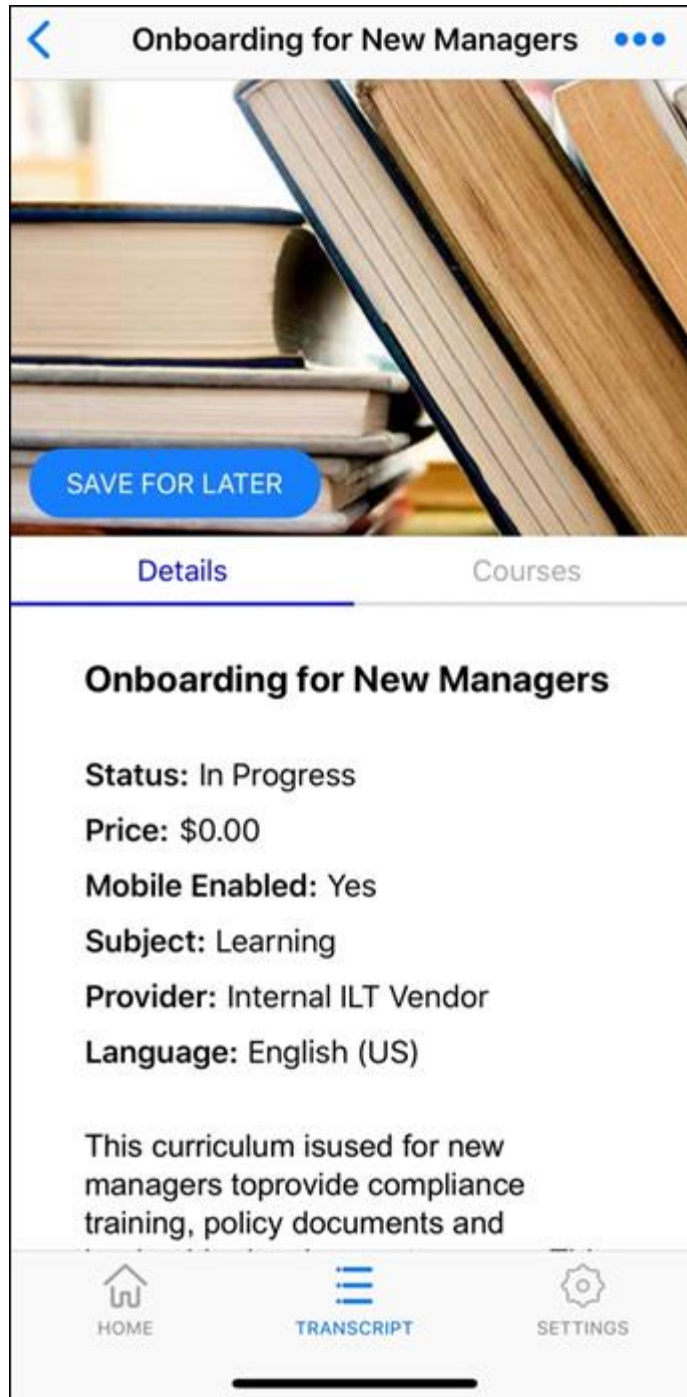 Onboarding for New Managers
SAVE FOR LATER
Details
Courses
Onboarding for New Managers
Status: In Progress
Price: $0.00
Mobile Enabled: Yes
Subject: Learning
Provider: Internal ILT Vendor
Language: English (US)
This curriculum isused for new
managers toprovide compliance
training, policy documents and
HOME
TRANSCRIPT
SETTINGS